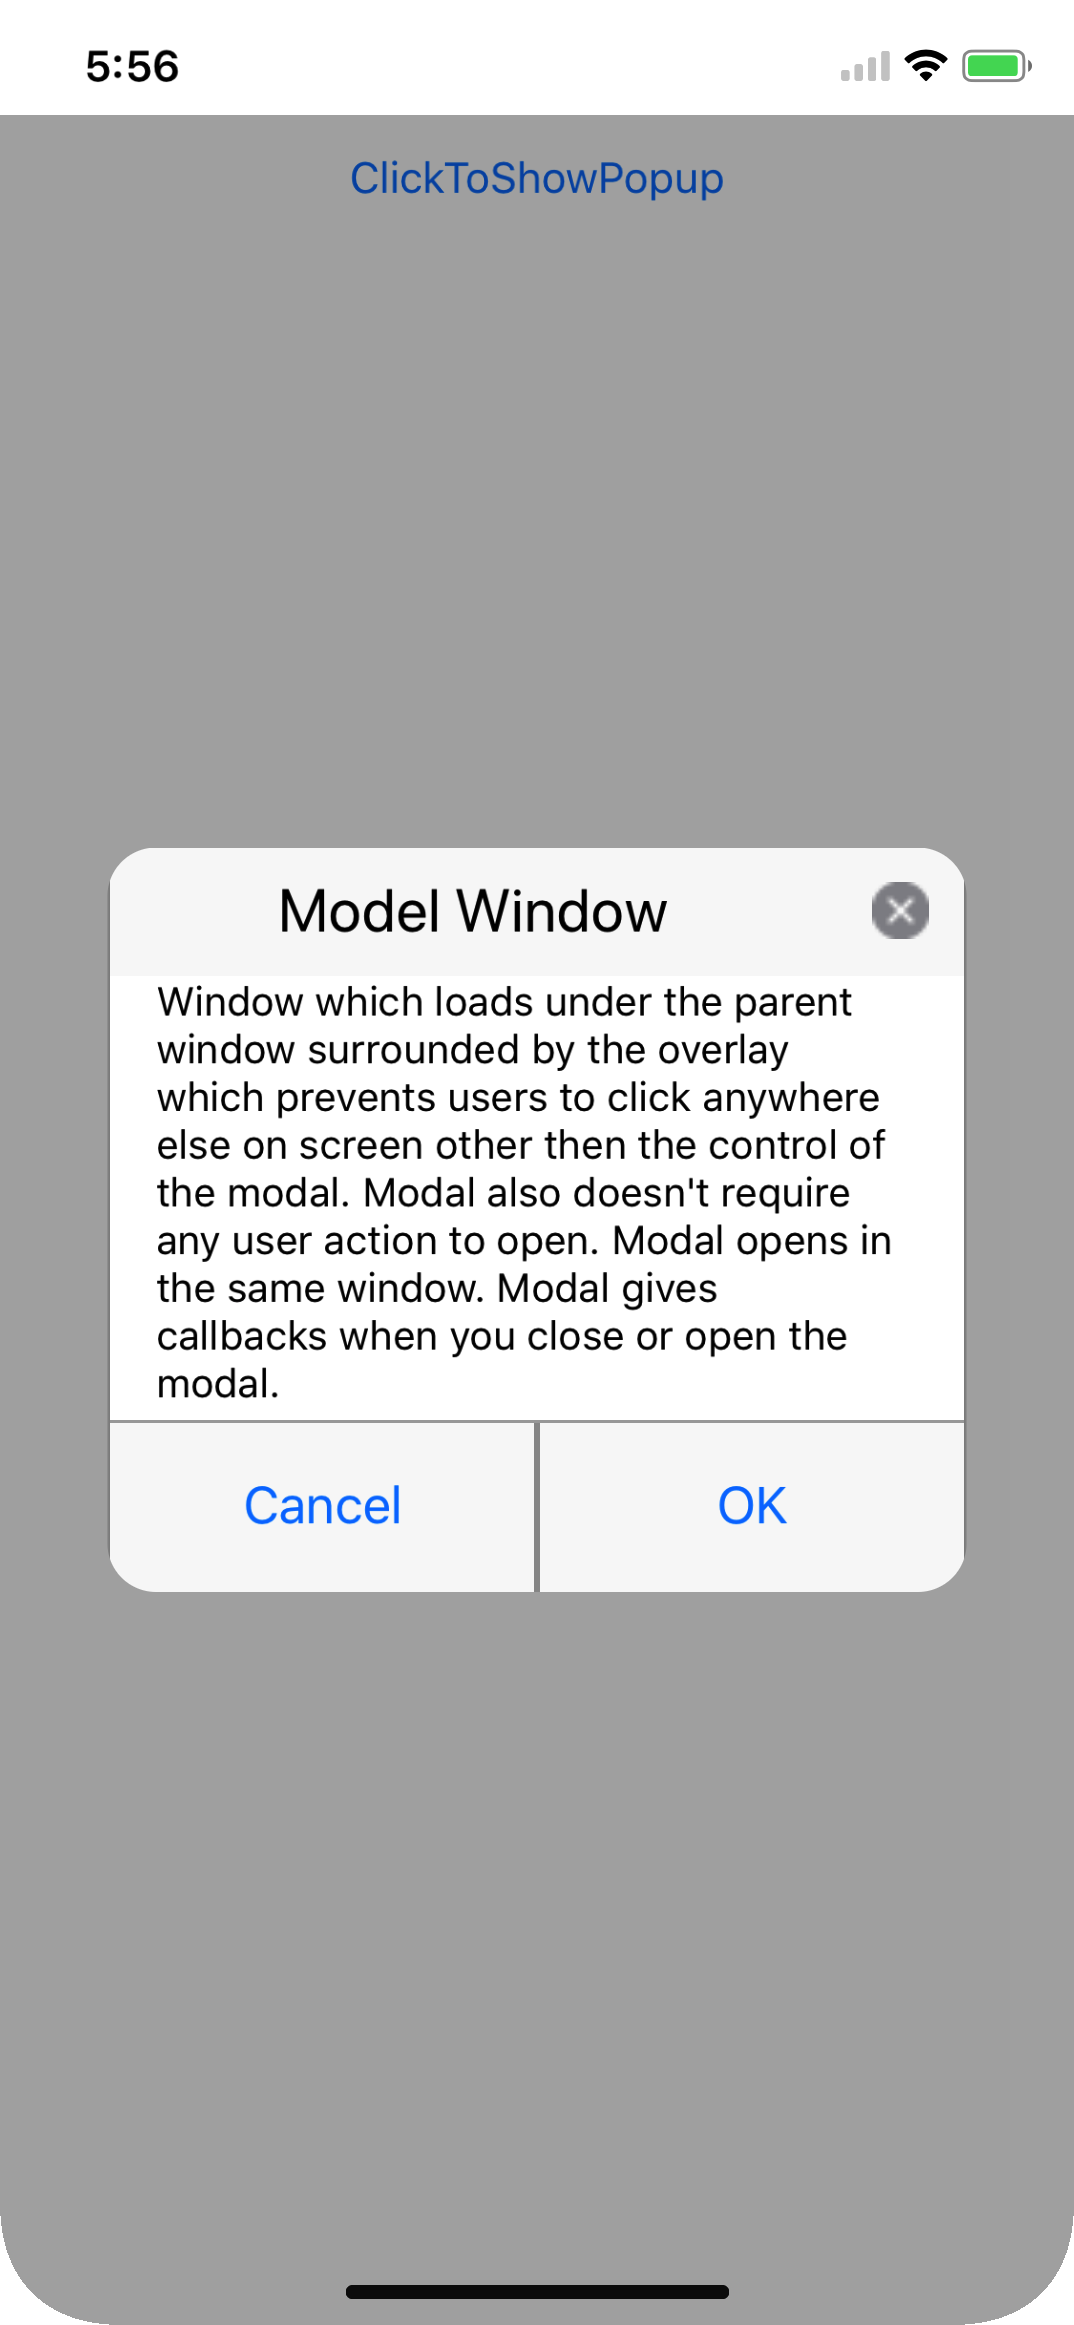 5:56
ClickToShowPopup
Model Window
Window which loads under the parent
window surrounded by the overlay
which prevents users to click anywhere
else on screen other then the control of
the modal. Modal also doesn't require
any user action to open. Modal opens in
the same window. Modal gives
callbacks when you close or open the
modal.
Cancel
OK